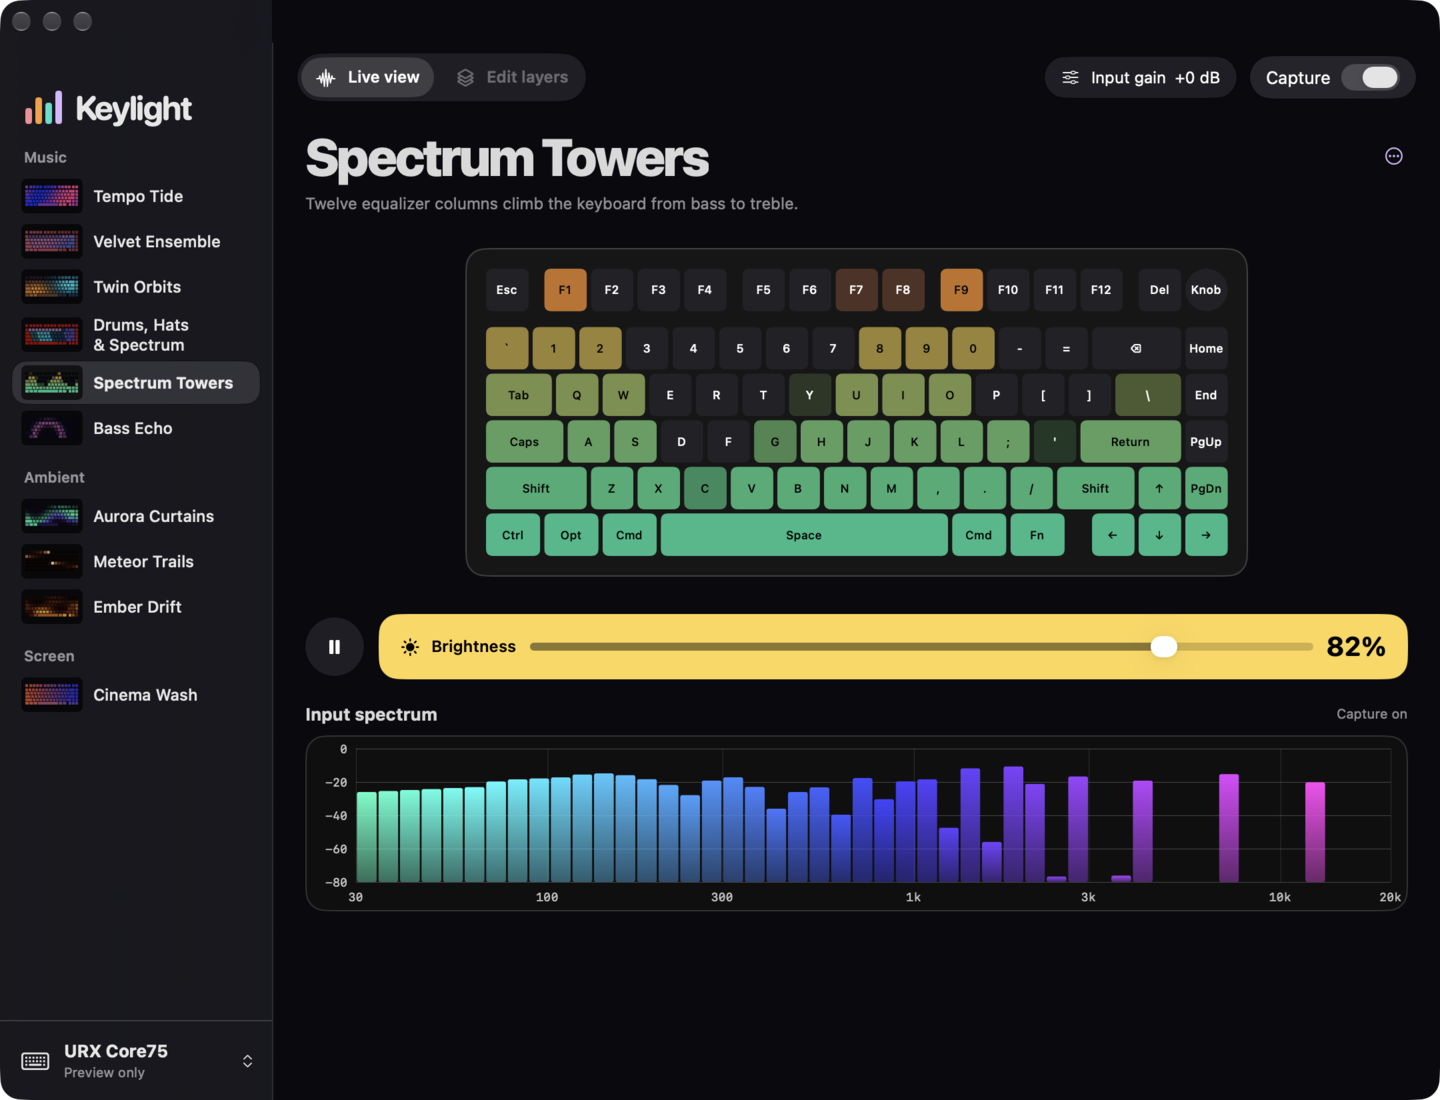 Keylight
Music
Tempo Tide
Velvet Ensemble
Twin Orbits
Drums, Hats
& Spectrum
Spectrum Towers
Bass Echo
Ambient
Aurora Curtains
Meteor Trails
Ember Drift
Screen
Cinema Wash
URX Core75
Preview only
Live view Edit layers Input gain +0 dB Capture
Spectrum Towers
Twelve equalizer columns climb the keyboard from bass to treble.
Esc F1 F2 F3 F4 F5 F6 F7 F8 F9 F10 F11 F12 Del Knob
` 1 2 3 4 5 6 7 8 9 0 - = ⌫ Home
Tab Q W E R T Y U I O P [ ] \ End
Caps A S D F G H J K L ; ' Return PgUp
Shift Z X C V B N M , . / Shift ↑ PgDn
Ctrl Opt Cmd Space Cmd Fn ← ↓ →
Brightness 82%
Input spectrum Capture on
0
−20
−40
−60
−80
30 100 300 1k 3k 10k 20k